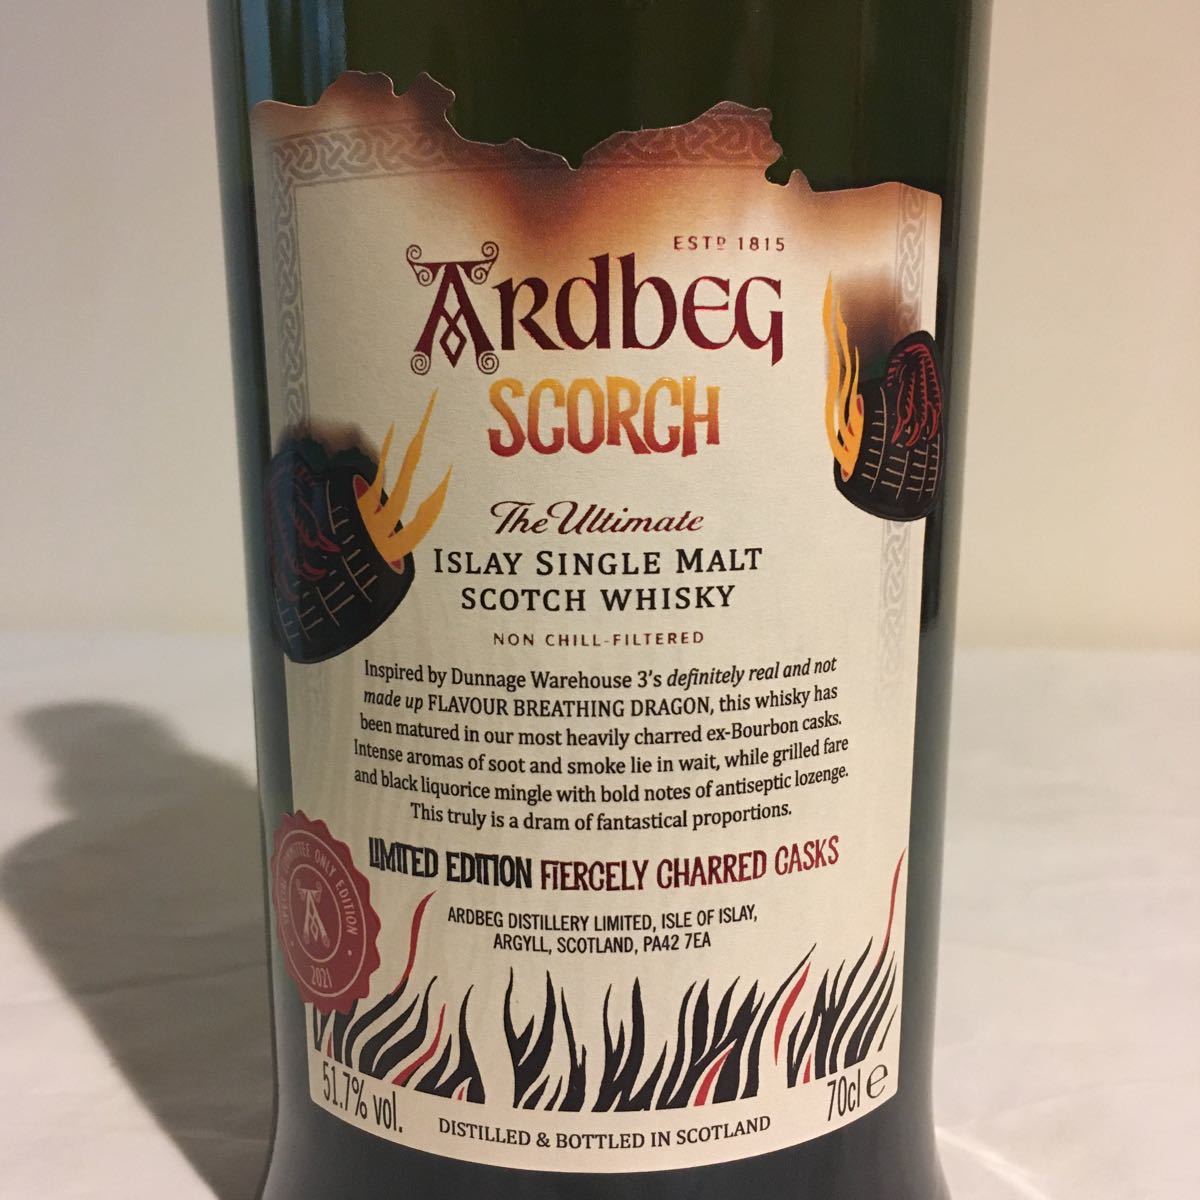 ESTD 1815
ARDBEG
SCORCH
The Ultimate
ISLAY SINGLE MALT
SCOTCH WHISKY
NON CHILL-FILTERED
Inspired by Dunnage Warehouse 3's definitely real and not
made up FLAVOUR BREATHING DRAGON, this whisky has
been matured in our most heavily charred ex-Bourbon casks.
Intense aromas of soot and smoke lie in wait, while grilled fare
and black liquorice mingle with bold notes of antiseptic lozenge.
This truly is a dram of fantastical proportions.
LIMITED EDITION FIERCELY CHARRED CASKS
SPECIAL COMMITTEE ONLY EDITION
A
2021
ARDBEG DISTILLERY LIMITED, ISLE OF ISLAY,
ARGYLL, SCOTLAND, PA42 7EA
51.7% vol.
70cl e
DISTILLED & BOTTLED IN SCOTLAND